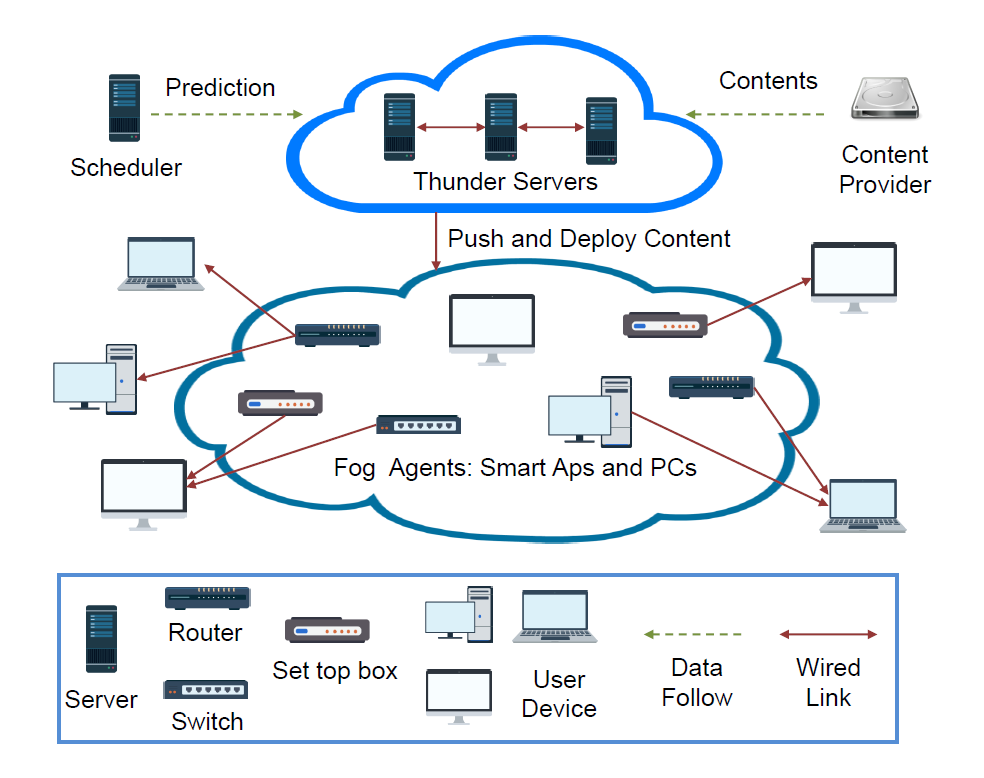 Prediction
Contents
Scheduler
Thunder Servers
Content
Provider
Push and Deploy Content
Fog  Agents: Smart Aps and PCs
Router
Set top box
Server
Switch
User
Device
Data
Follow
Wired
Link